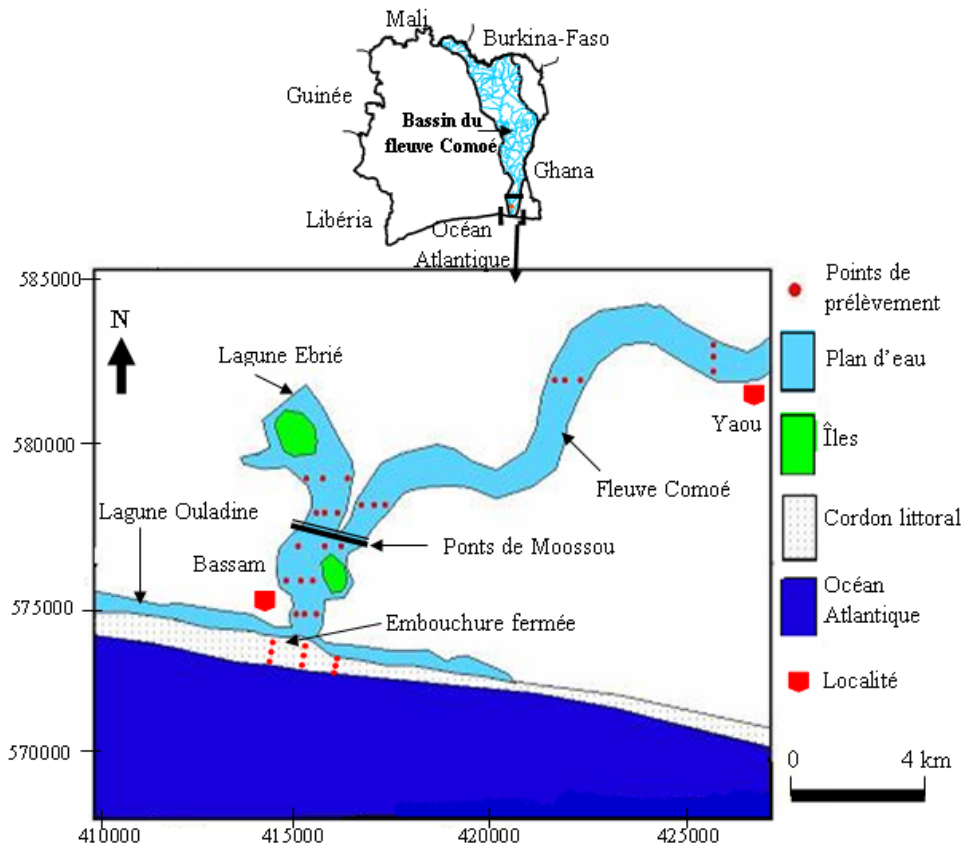 Mali
Burkina-Faso
Guinée
Bassin du
fleuve Comoé
Ghana
Libéria
Océan
Atlantique
585000
580000
575000
570000
410000
415000
420000
425000
N
Lagune Ebrié
Lagune Ouladine
Bassam
Yaou
Fleuve Comoé
Ponts de Moossou
Embouchure fermée
Points de
prélèvement
Plan d'eau
Îles
Cordon littoral
Océan
Atlantique
Localité
0 4 km